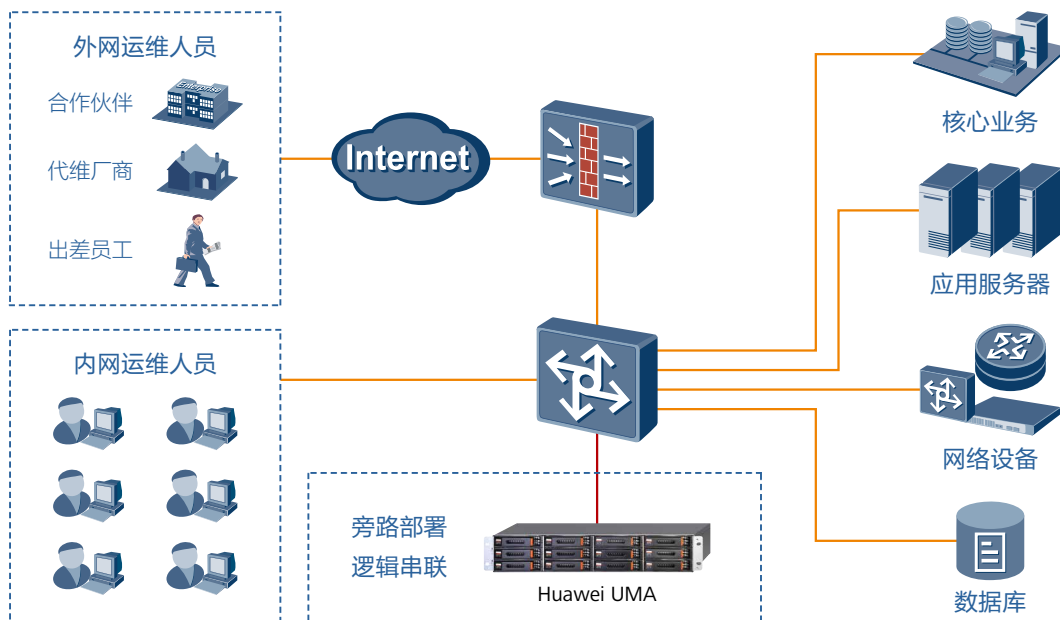 外网运维人员
合作伙伴
Enterprise
代维厂商
出差员工
Internet
内网运维人员
旁路部署
逻辑串联
Huawei UMA
核心业务
应用服务器
网络设备
数据库